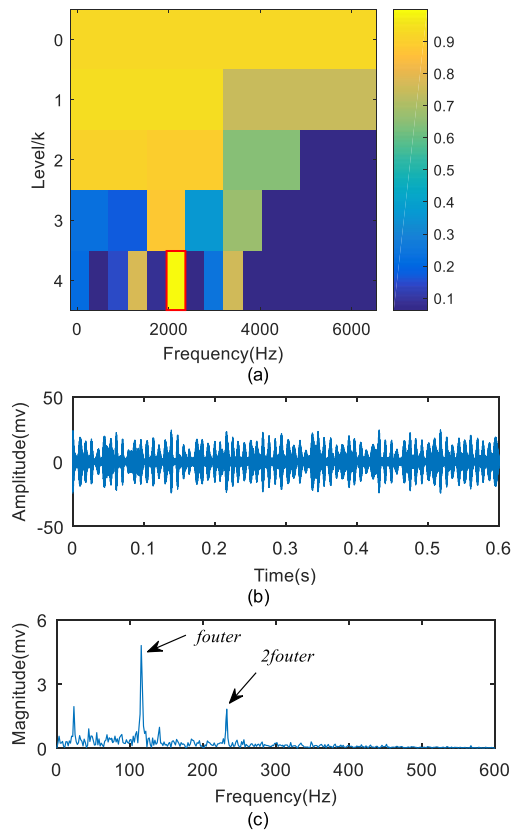 0
1
2
3
4
Level/k
0 2000 4000 6000
Frequency(Hz)
0.9
0.8
0.7
0.6
0.5
0.4
0.3
0.2
0.1
(a)
50
0
-50
Amplitude(mv)
0 0.1 0.2 0.3 0.4 0.5 0.6
Time(s)
(b)
6
3
0
Magnitude(mv)
fouter
2fouter
0 100 200 300 400 500 600
Frequency(Hz)
(c)